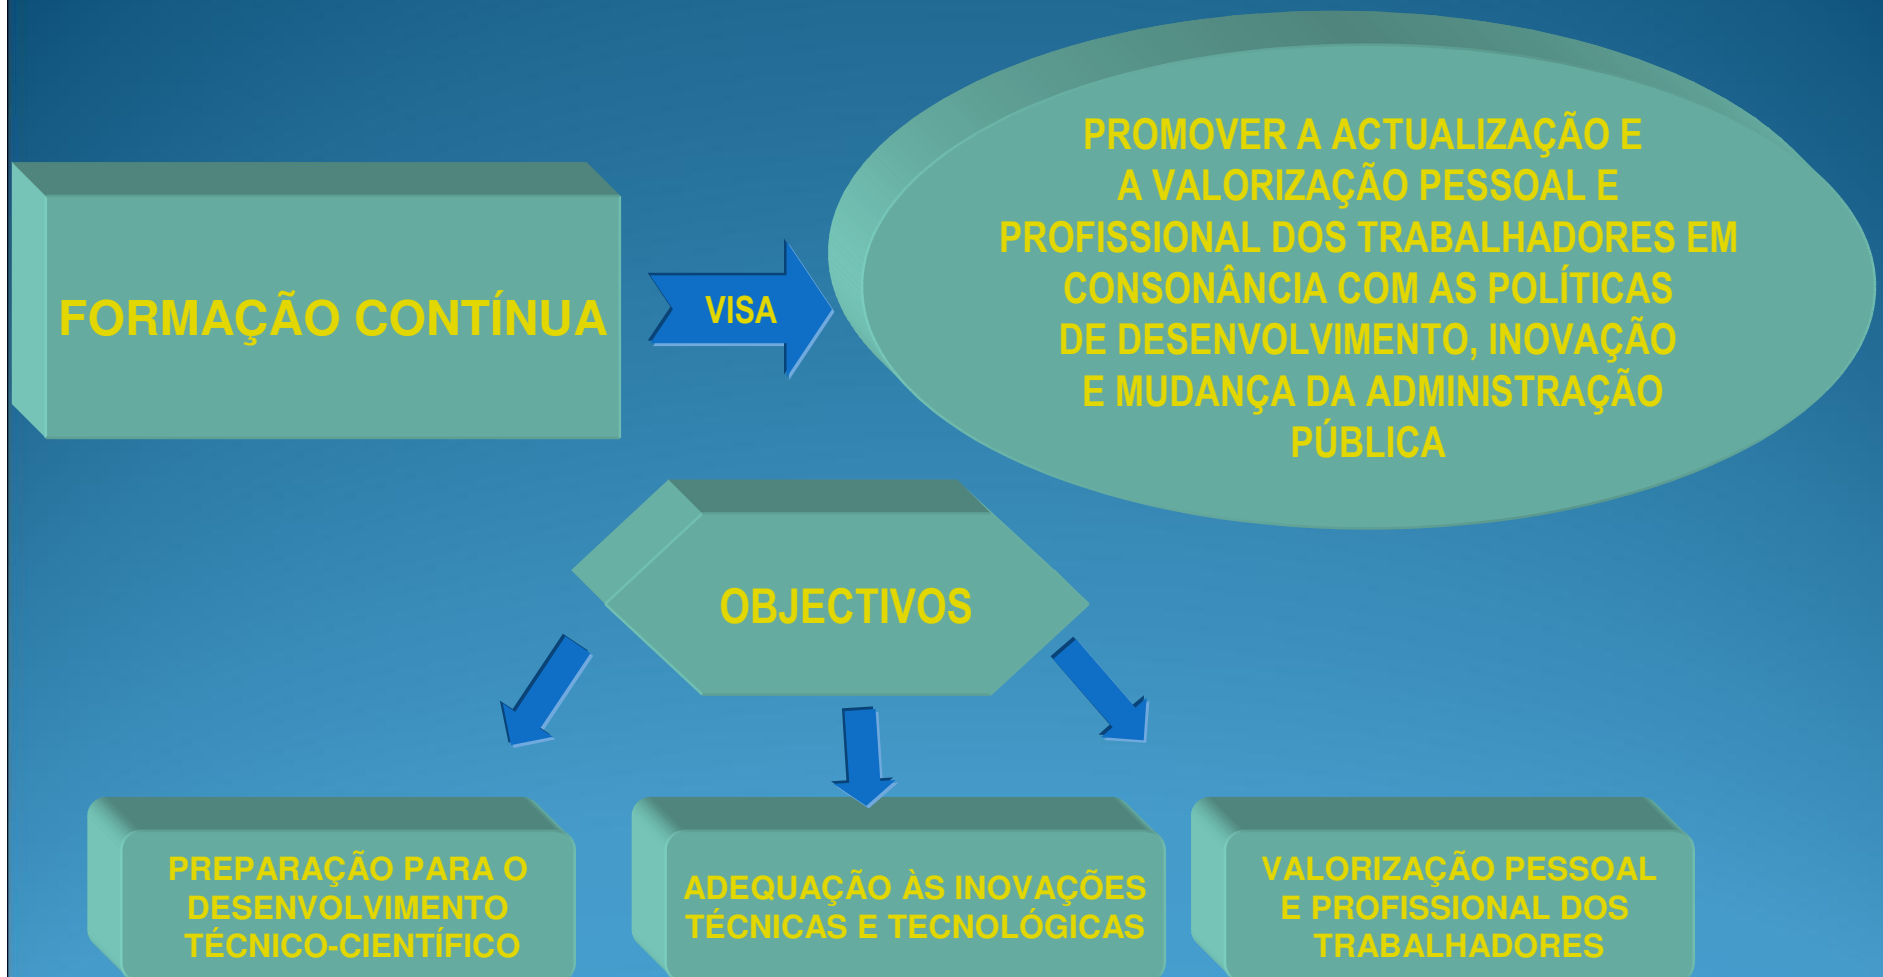 FORMAÇÃO CONTÍNUA
VISA
PROMOVER A ACTUALIZAÇÃO E
A VALORIZAÇÃO PESSOAL E
PROFISSIONAL DOS TRABALHADORES EM
CONSONÂNCIA COM AS POLÍTICAS
DE DESENVOLVIMENTO, INOVAÇÃO
E MUDANÇA DA ADMINISTRAÇÃO
PÚBLICA
OBJECTIVOS
PREPARAÇÃO PARA O
DESENVOLVIMENTO
TÉCNICO-CIENTÍFICO
ADEQUAÇÃO ÀS INOVAÇÕES
TÉCNICAS E TECNOLÓGICAS
VALORIZAÇÃO PESSOAL
E PROFISSIONAL DOS
TRABALHADORES